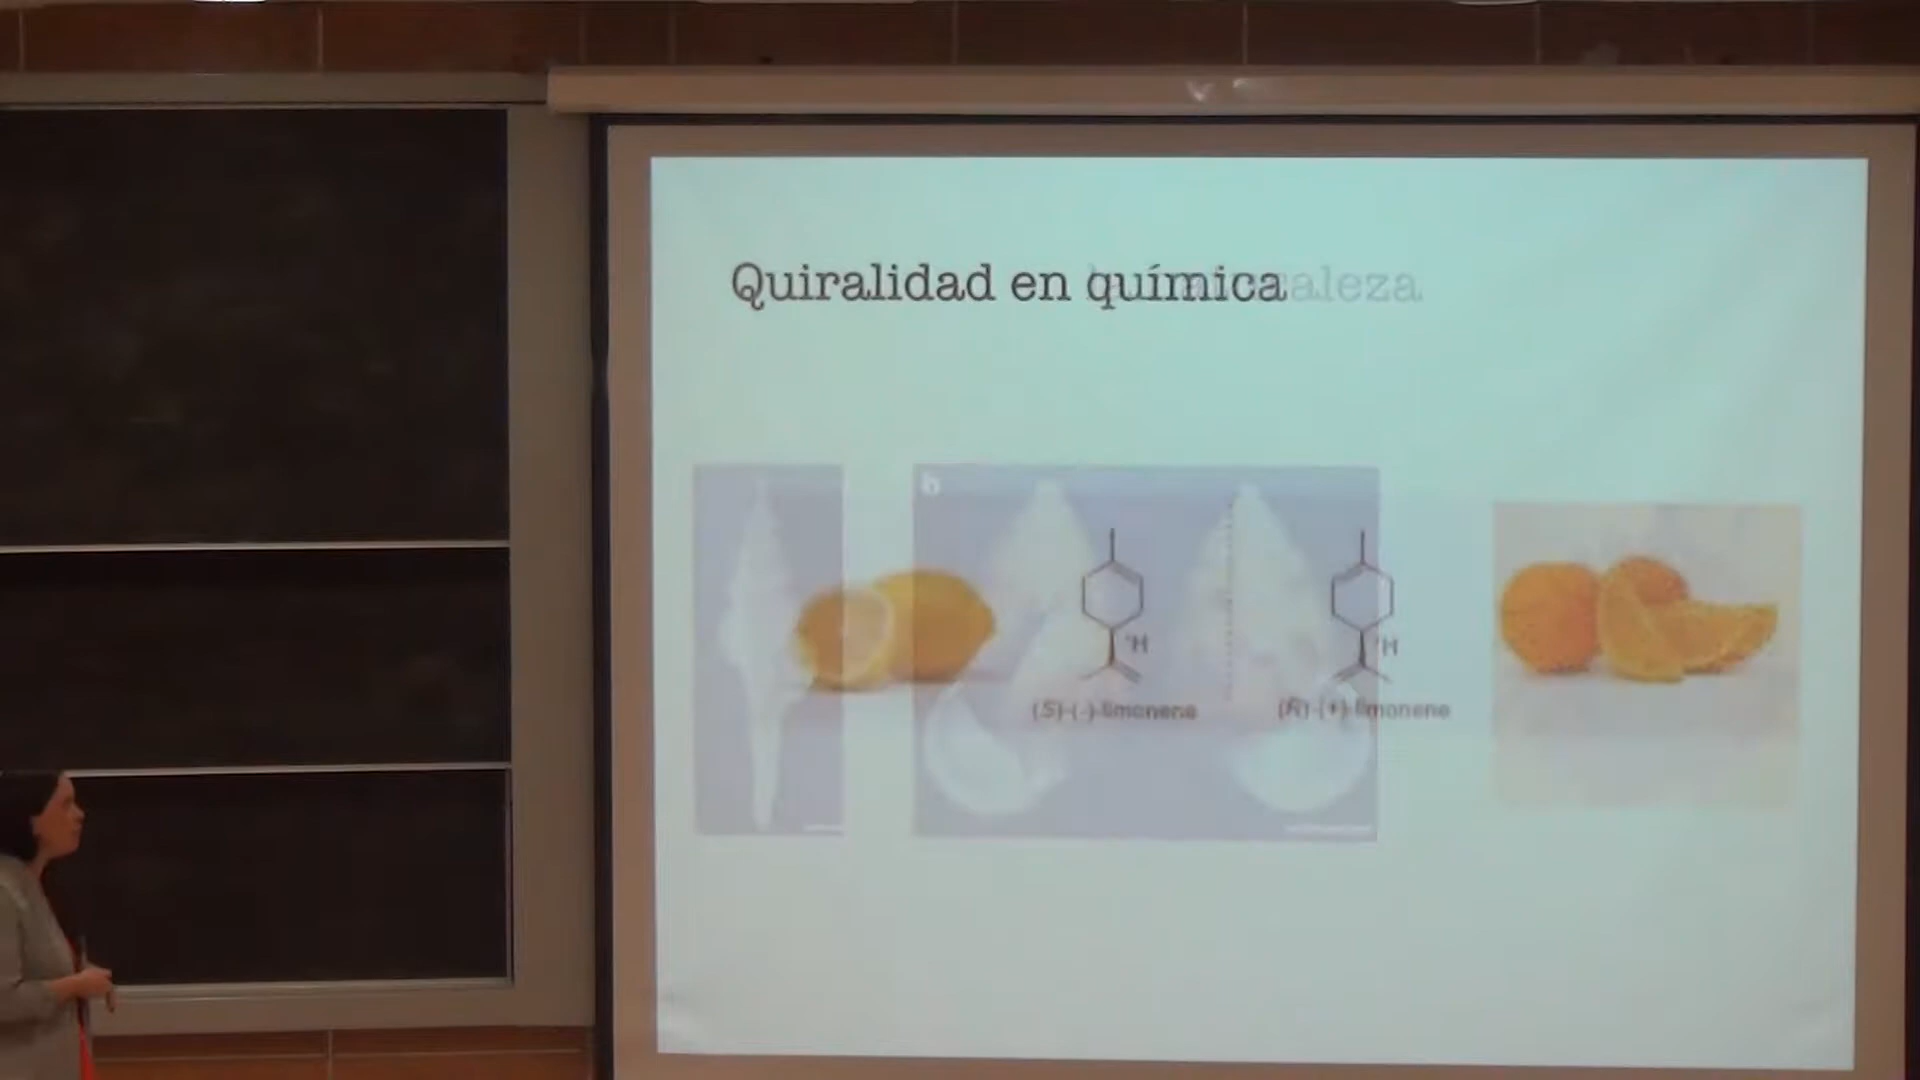 Quiralidad en química
b
H
H
(S)-(-)-limonene
(R)-(+)-limonene